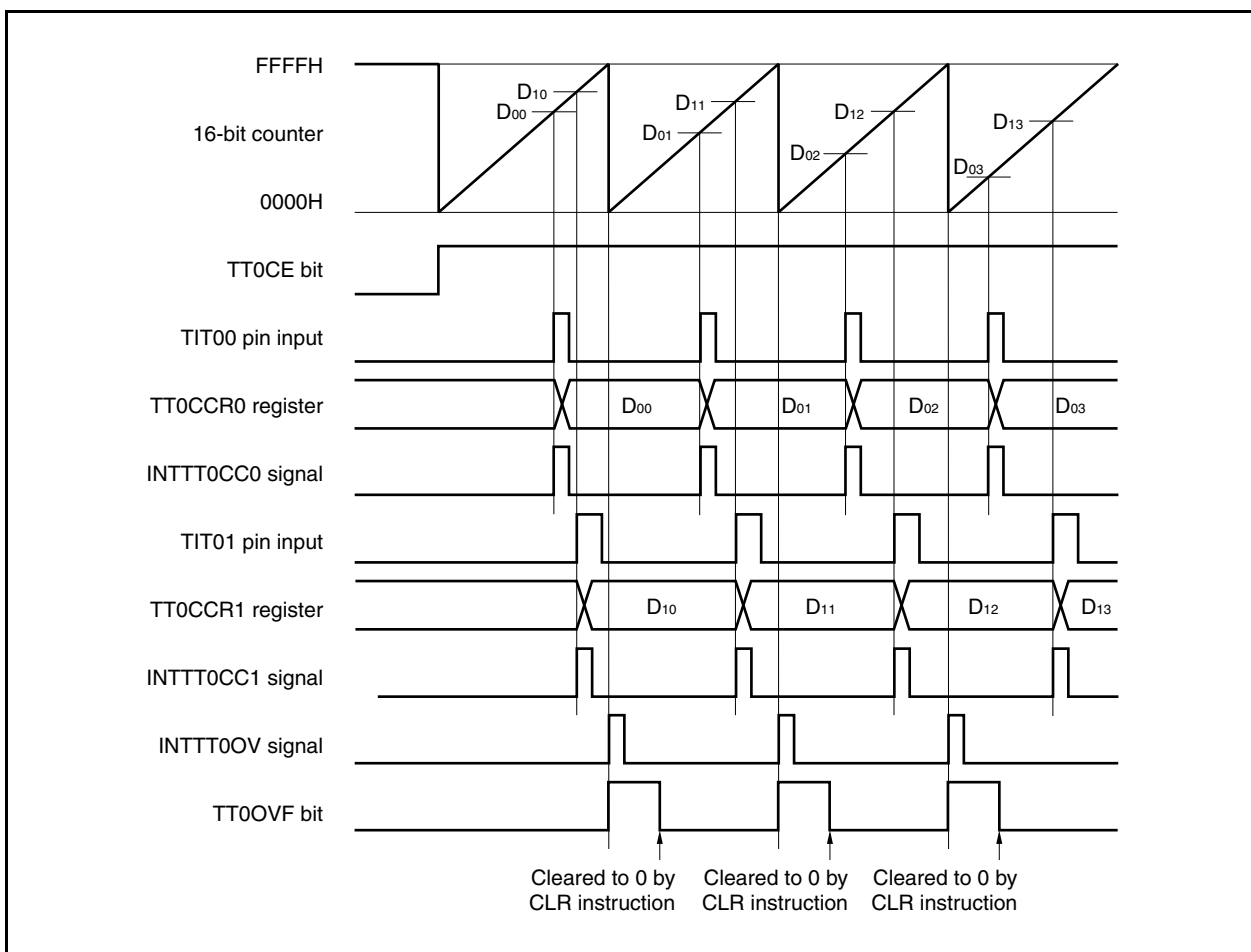 FFFFH
D10
D00
D11
D01
D12
D02
D13
D03
16-bit counter
0000H
TT0CE bit
TIT00 pin input
TT0CCR0 register
D00
D01
D02
D03
INTTT0CC0 signal
TIT01 pin input
TT0CCR1 register
D10
D11
D12
D13
INTTT0CC1 signal
INTTT0OV signal
TT0OVF bit
Cleared to 0 by
CLR instruction
Cleared to 0 by
CLR instruction
Cleared to 0 by
CLR instruction